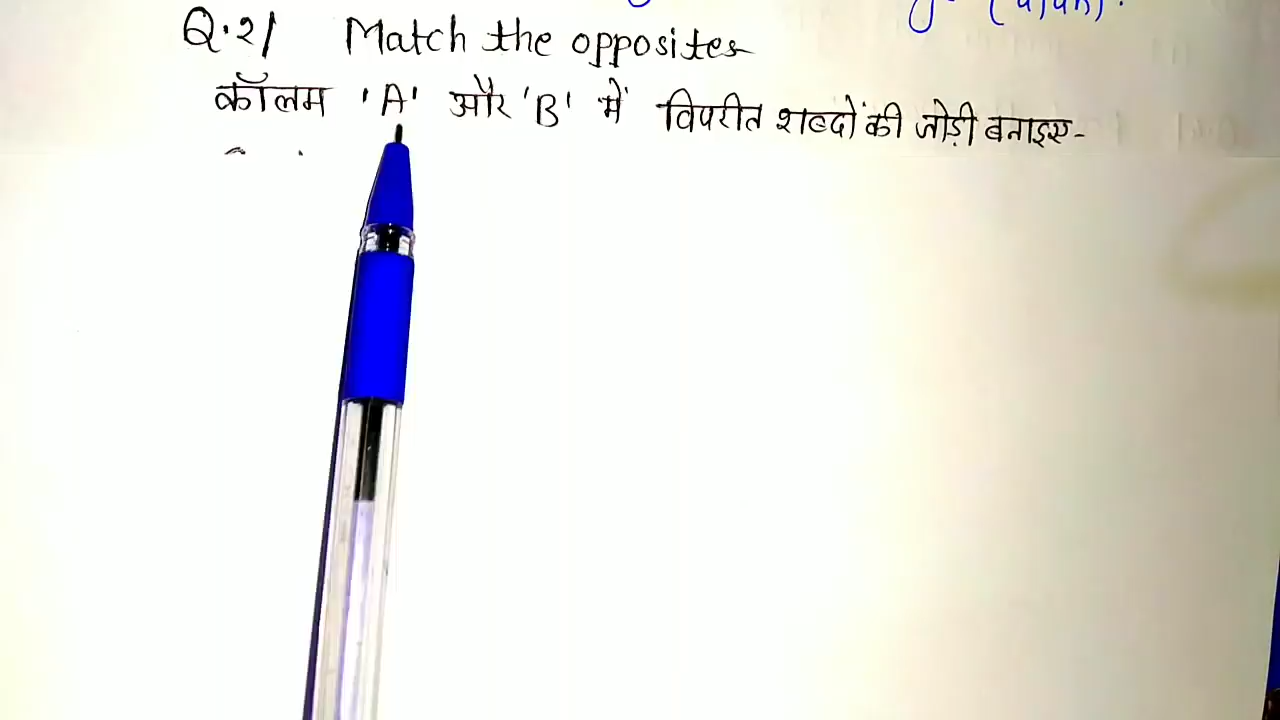 Q.2/ Match the opposites
कॉलम 'A' और 'B' में विपरीत शब्दों की जोड़ी बनाइए-